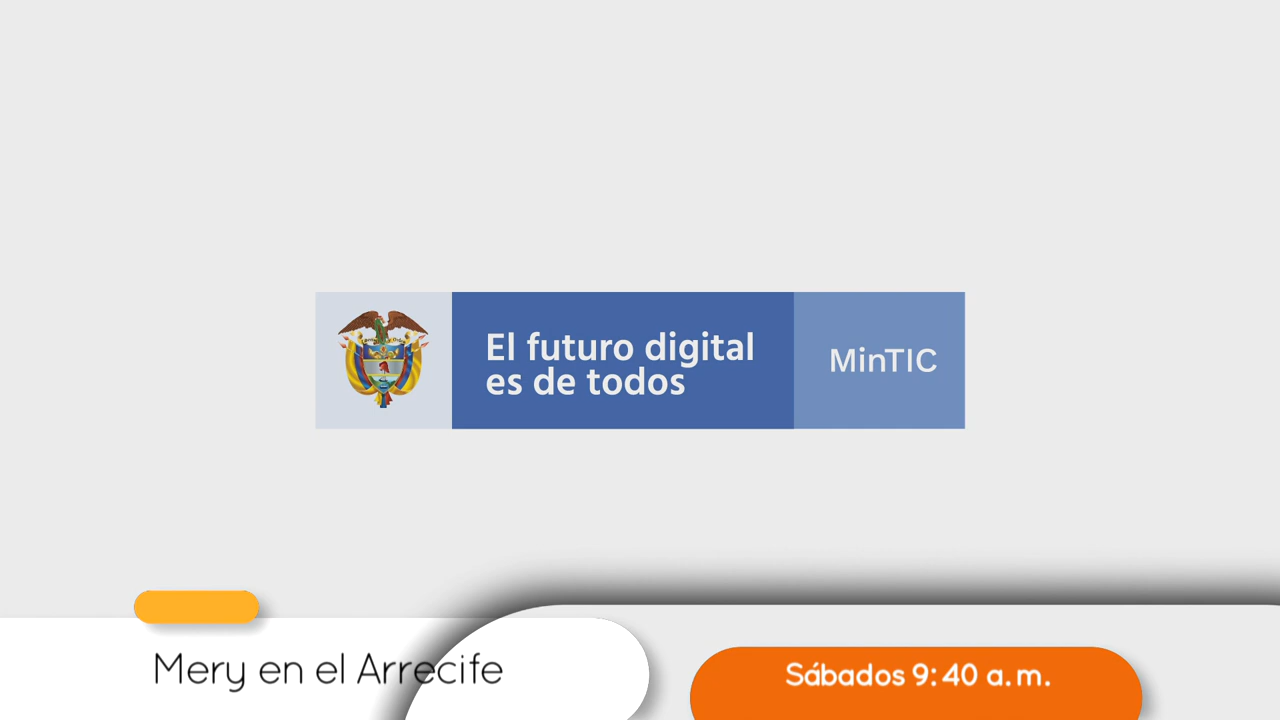 El futuro digital
es de todos
MinTIC
Mery en el Arrecife
Sábados 9:40 a.m.